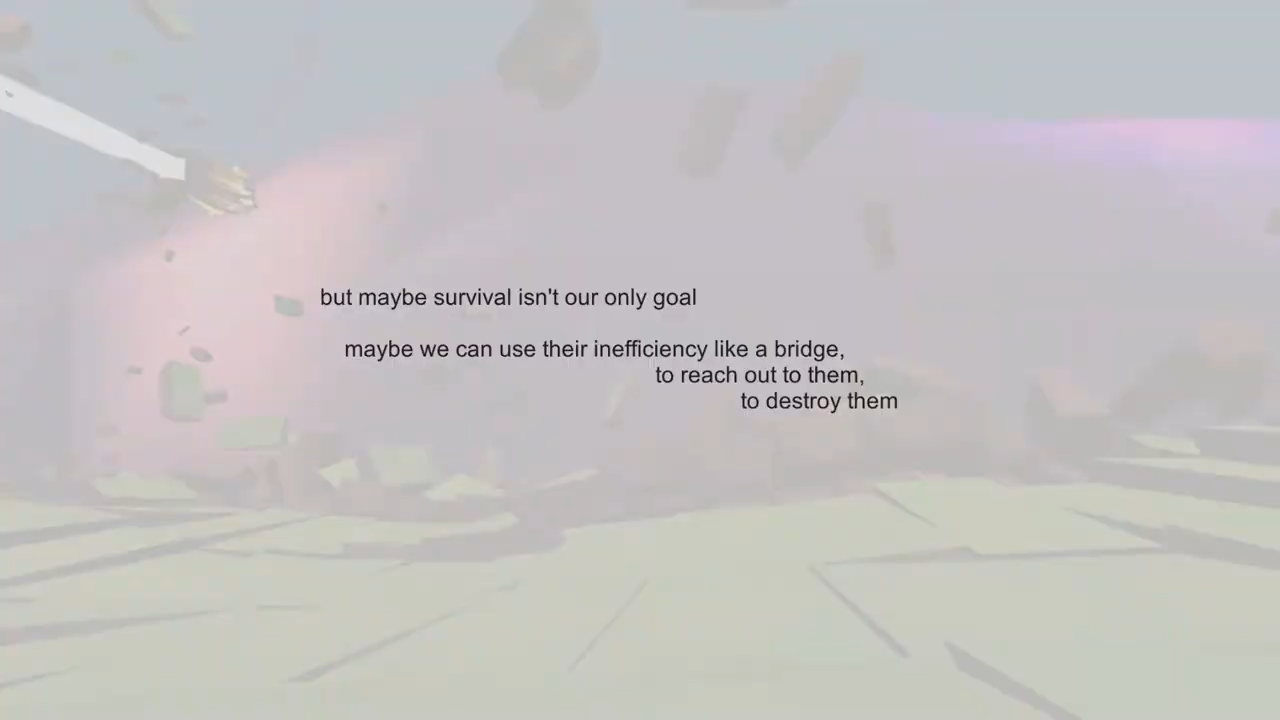 but maybe survival isn't our only goal
maybe we can use their inefficiency like a bridge,
to reach out to them,
to destroy them